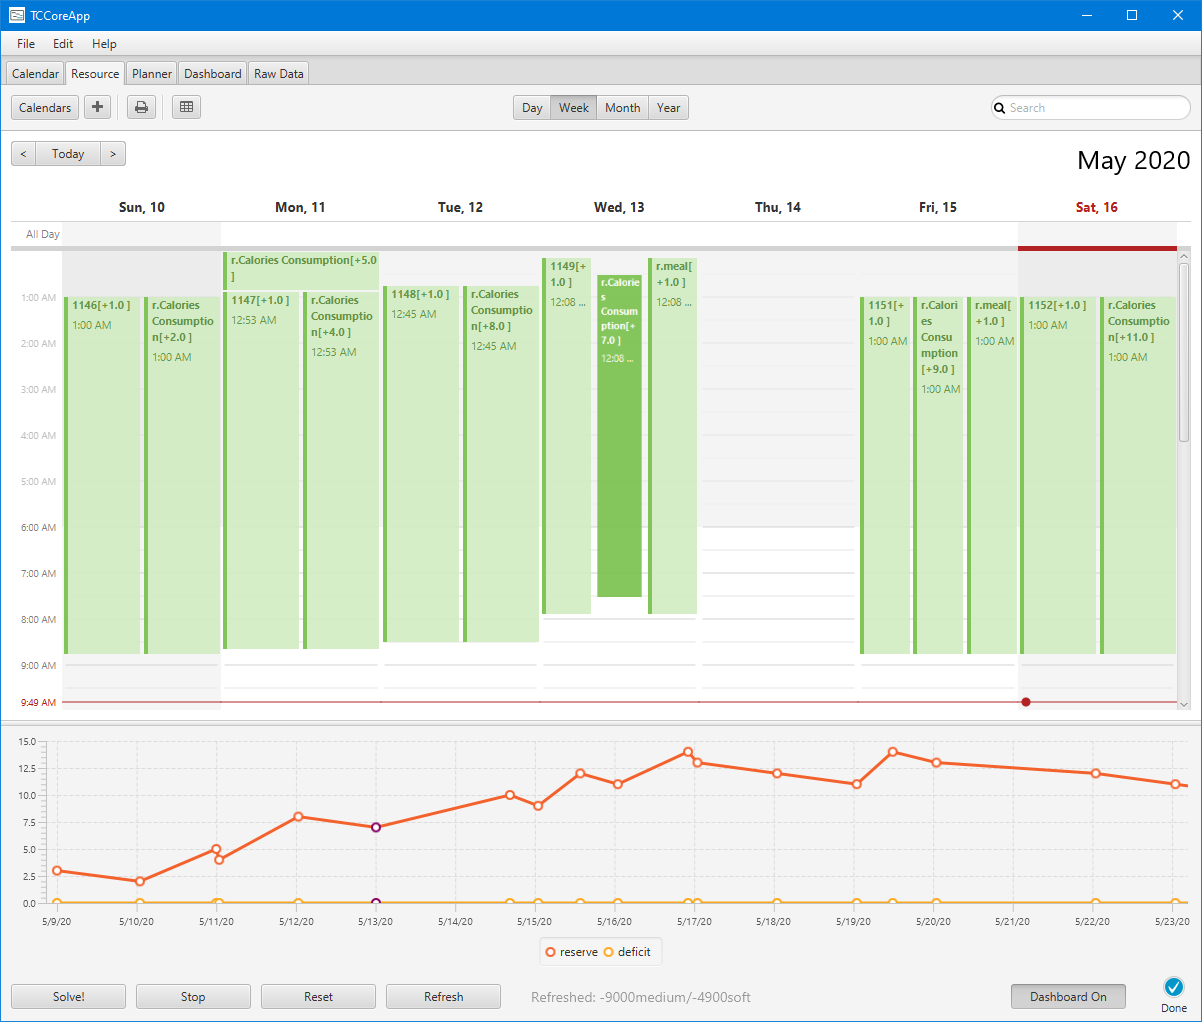 TCCoreApp
File Edit Help
Calendar Resource Planner Dashboard Raw Data
Calendars Day Week Month Year Search
< Today > May 2020
Sun, 10 Mon, 11 Tue, 12 Wed, 13 Thu, 14 Fri, 15 Sat, 16
All Day
1:00 AM
2:00 AM
3:00 AM
4:00 AM
5:00 AM
6:00 AM
7:00 AM
8:00 AM
9:00 AM
9:49 AM
1146[+1.0 ]
1:00 AM
r.Calories
Consumptio
n[+2.0 ]
1:00 AM
r.Calories Consumption[+5.0
]
1147[+1.0 ]
12:53 AM
r.Calories
Consumptio
n[+4.0 ]
12:53 AM
1148[+1.0 ]
12:45 AM
r.Calories
Consumptio
n[+8.0 ]
12:45 AM
1149[+
1.0 ]
12:08 ...
r.Calorie
s
Consum
ption[+
7.0 ]
12:08 ...
r.meal[
+1.0 ]
12:08 ...
1151[+
1.0 ]
1:00 AM
r.Calori
es
Consu
mption
[+9.0 ]
1:00 AM
r.meal[
+1.0 ]
1:00 AM
1152[+1.0 ]
1:00 AM
r.Calories
Consumptio
n[+11.0 ]
1:00 AM
15.0
12.5
10.0
7.5
5.0
2.5
0.0
5/9/20 5/10/20 5/11/20 5/12/20 5/13/20 5/14/20 5/15/20 5/16/20 5/17/20 5/18/20 5/19/20 5/20/20 5/21/20 5/22/20 5/23/20
reserve deficit
Solve! Stop Reset Refresh Refreshed: -9000medium/-4900soft Dashboard On Done